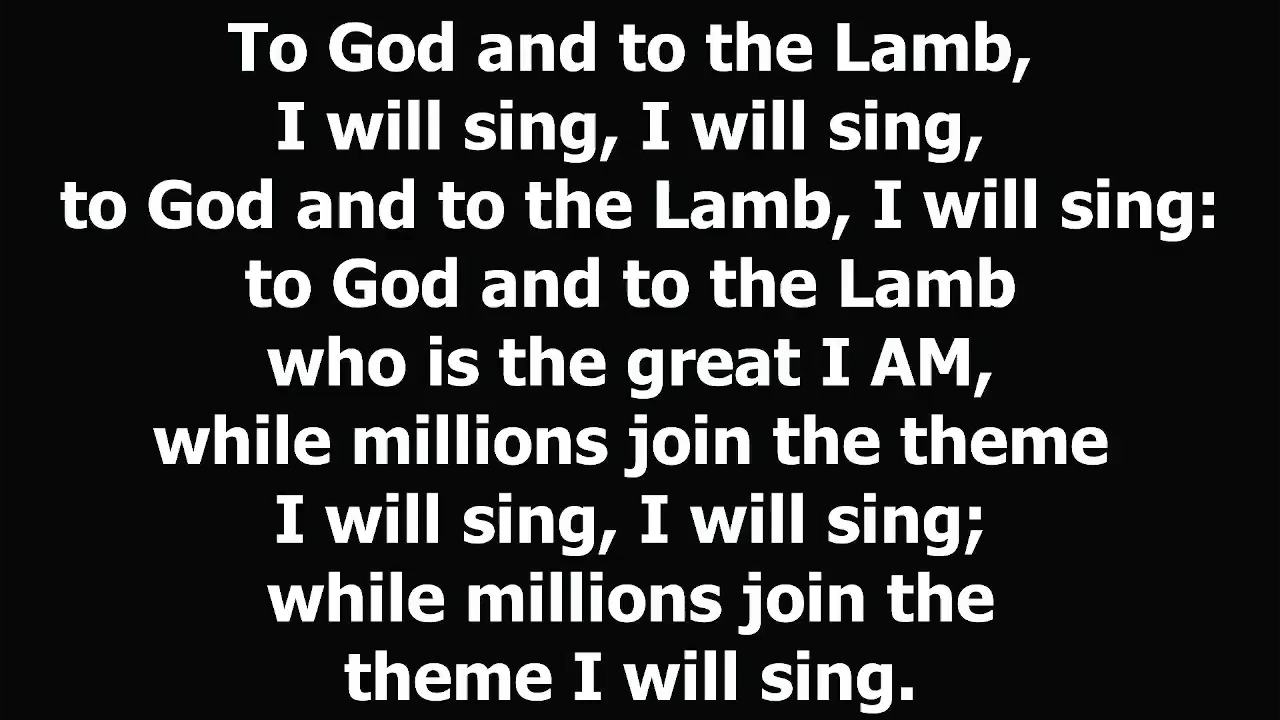 To God and to the Lamb,
I will sing, I will sing,
to God and to the Lamb, I will sing:
to God and to the Lamb
who is the great I AM,
while millions join the theme
I will sing, I will sing;
while millions join the
theme I will sing.